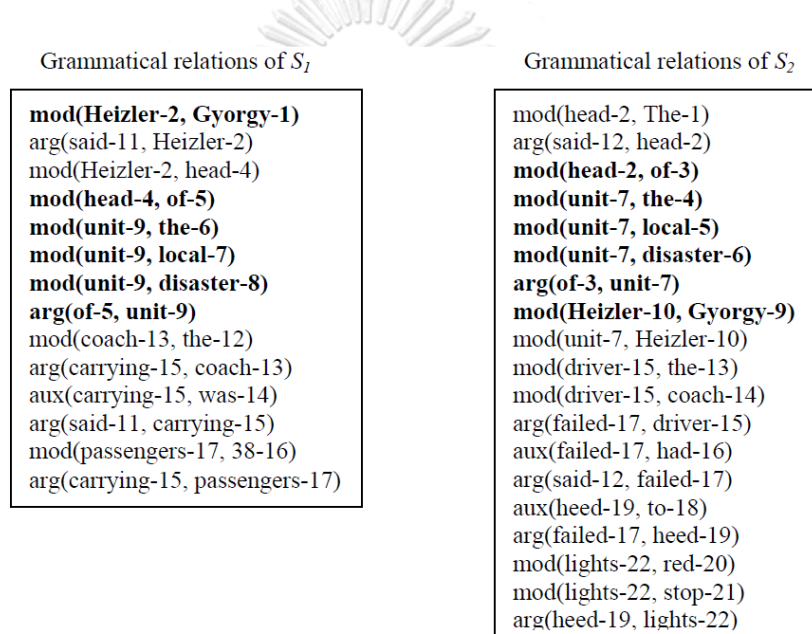 Grammatical relations of S1
mod(Heizler-2, Gyorgy-1)
arg(said-11, Heizler-2)
mod(Heizler-2, head-4)
mod(head-4, of-5)
mod(unit-9, the-6)
mod(unit-9, local-7)
mod(unit-9, disaster-8)
arg(of-5, unit-9)
mod(coach-13, the-12)
arg(carrying-15, coach-13)
aux(carrying-15, was-14)
arg(said-11, carrying-15)
mod(passengers-17, 38-16)
arg(carrying-15, passengers-17)
Grammatical relations of S2
mod(head-2, The-1)
arg(said-12, head-2)
mod(head-2, of-3)
mod(unit-7, the-4)
mod(unit-7, local-5)
mod(unit-7, disaster-6)
arg(of-3, unit-7)
mod(Heizler-10, Gyorgy-9)
mod(unit-7, Heizler-10)
mod(driver-15, the-13)
mod(driver-15, coach-14)
arg(failed-17, driver-15)
aux(failed-17, had-16)
arg(said-12, failed-17)
aux(heed-19, to-18)
arg(failed-17, heed-19)
mod(lights-22, red-20)
mod(lights-22, stop-21)
arg(heed-19, lights-22)